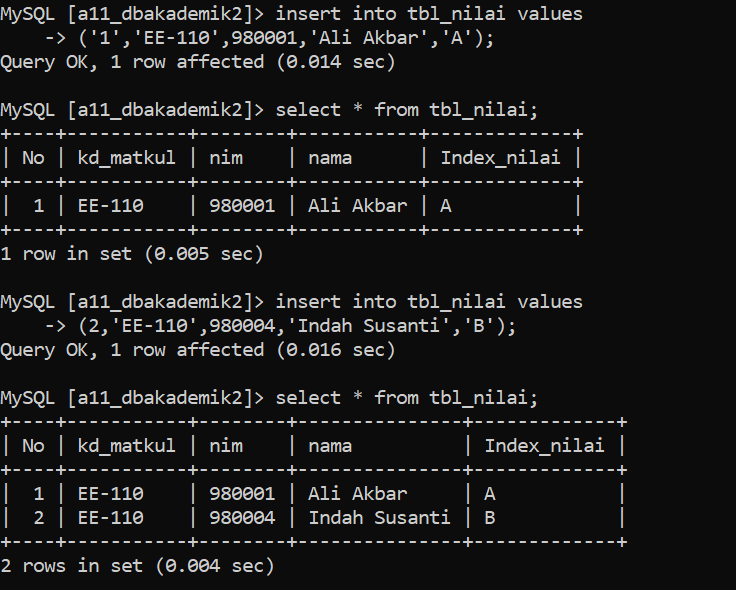 MySQL [a11_dbakademik2]> insert into tbl_nilai values
    -> ('1','EE-110',980001,'Ali Akbar','A');
Query OK, 1 row affected (0.014 sec)
MySQL [a11_dbakademik2]> select * from tbl_nilai;
+----+-----------+--------+-----------+-------------+
| No | kd_matkul | nim    | nama      | Index_nilai |
+----+-----------+--------+-----------+-------------+
|  1 | EE-110    | 980001 | Ali Akbar | A           |
+----+-----------+--------+-----------+-------------+
1 row in set (0.005 sec)
MySQL [a11_dbakademik2]> insert into tbl_nilai values
    -> (2,'EE-110',980004,'Indah Susanti','B');
Query OK, 1 row affected (0.016 sec)
MySQL [a11_dbakademik2]> select * from tbl_nilai;
+----+-----------+--------+---------------+-------------+
| No | kd_matkul | nim    | nama          | Index_nilai |
+----+-----------+--------+---------------+-------------+
|  1 | EE-110    | 980001 | Ali Akbar     | A           |
|  2 | EE-110    | 980004 | Indah Susanti | B           |
+----+-----------+--------+---------------+-------------+
2 rows in set (0.004 sec)